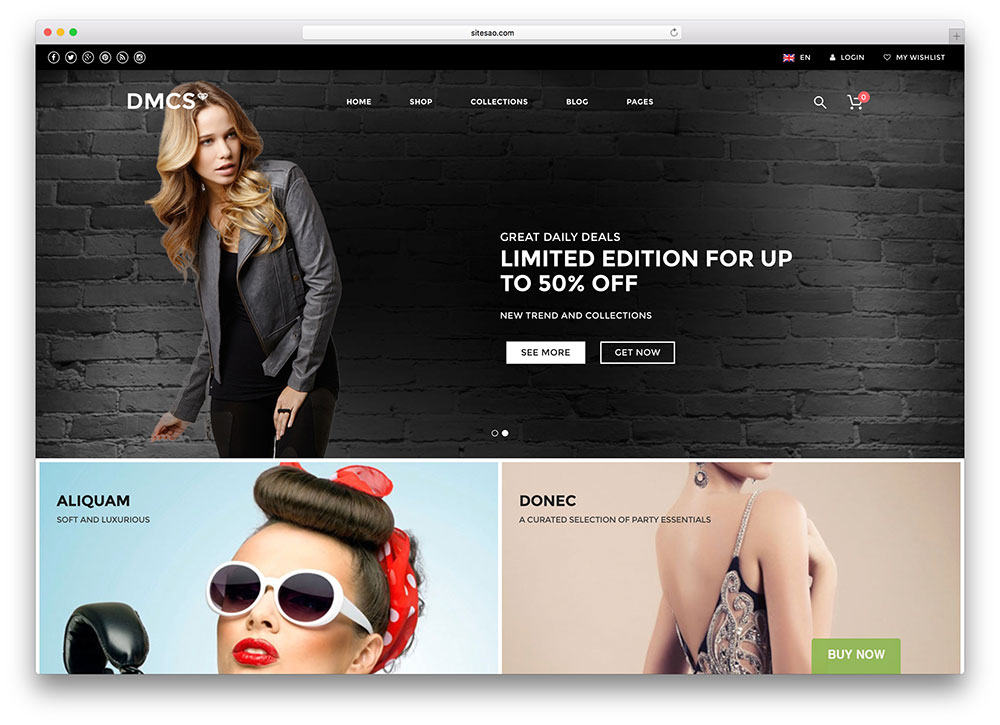 sitesao.com
EN
LOGIN
MY WISHLIST
DMCS
HOME
SHOP
COLLECTIONS
BLOG
PAGES
0
GREAT DAILY DEALS
LIMITED EDITION FOR UP
TO 50% OFF
NEW TREND AND COLLECTIONS
SEE MORE
GET NOW
ALIQUAM
SOFT AND LUXURIOUS
DONEC
A CURATED SELECTION OF PARTY ESSENTIALS
BUY NOW